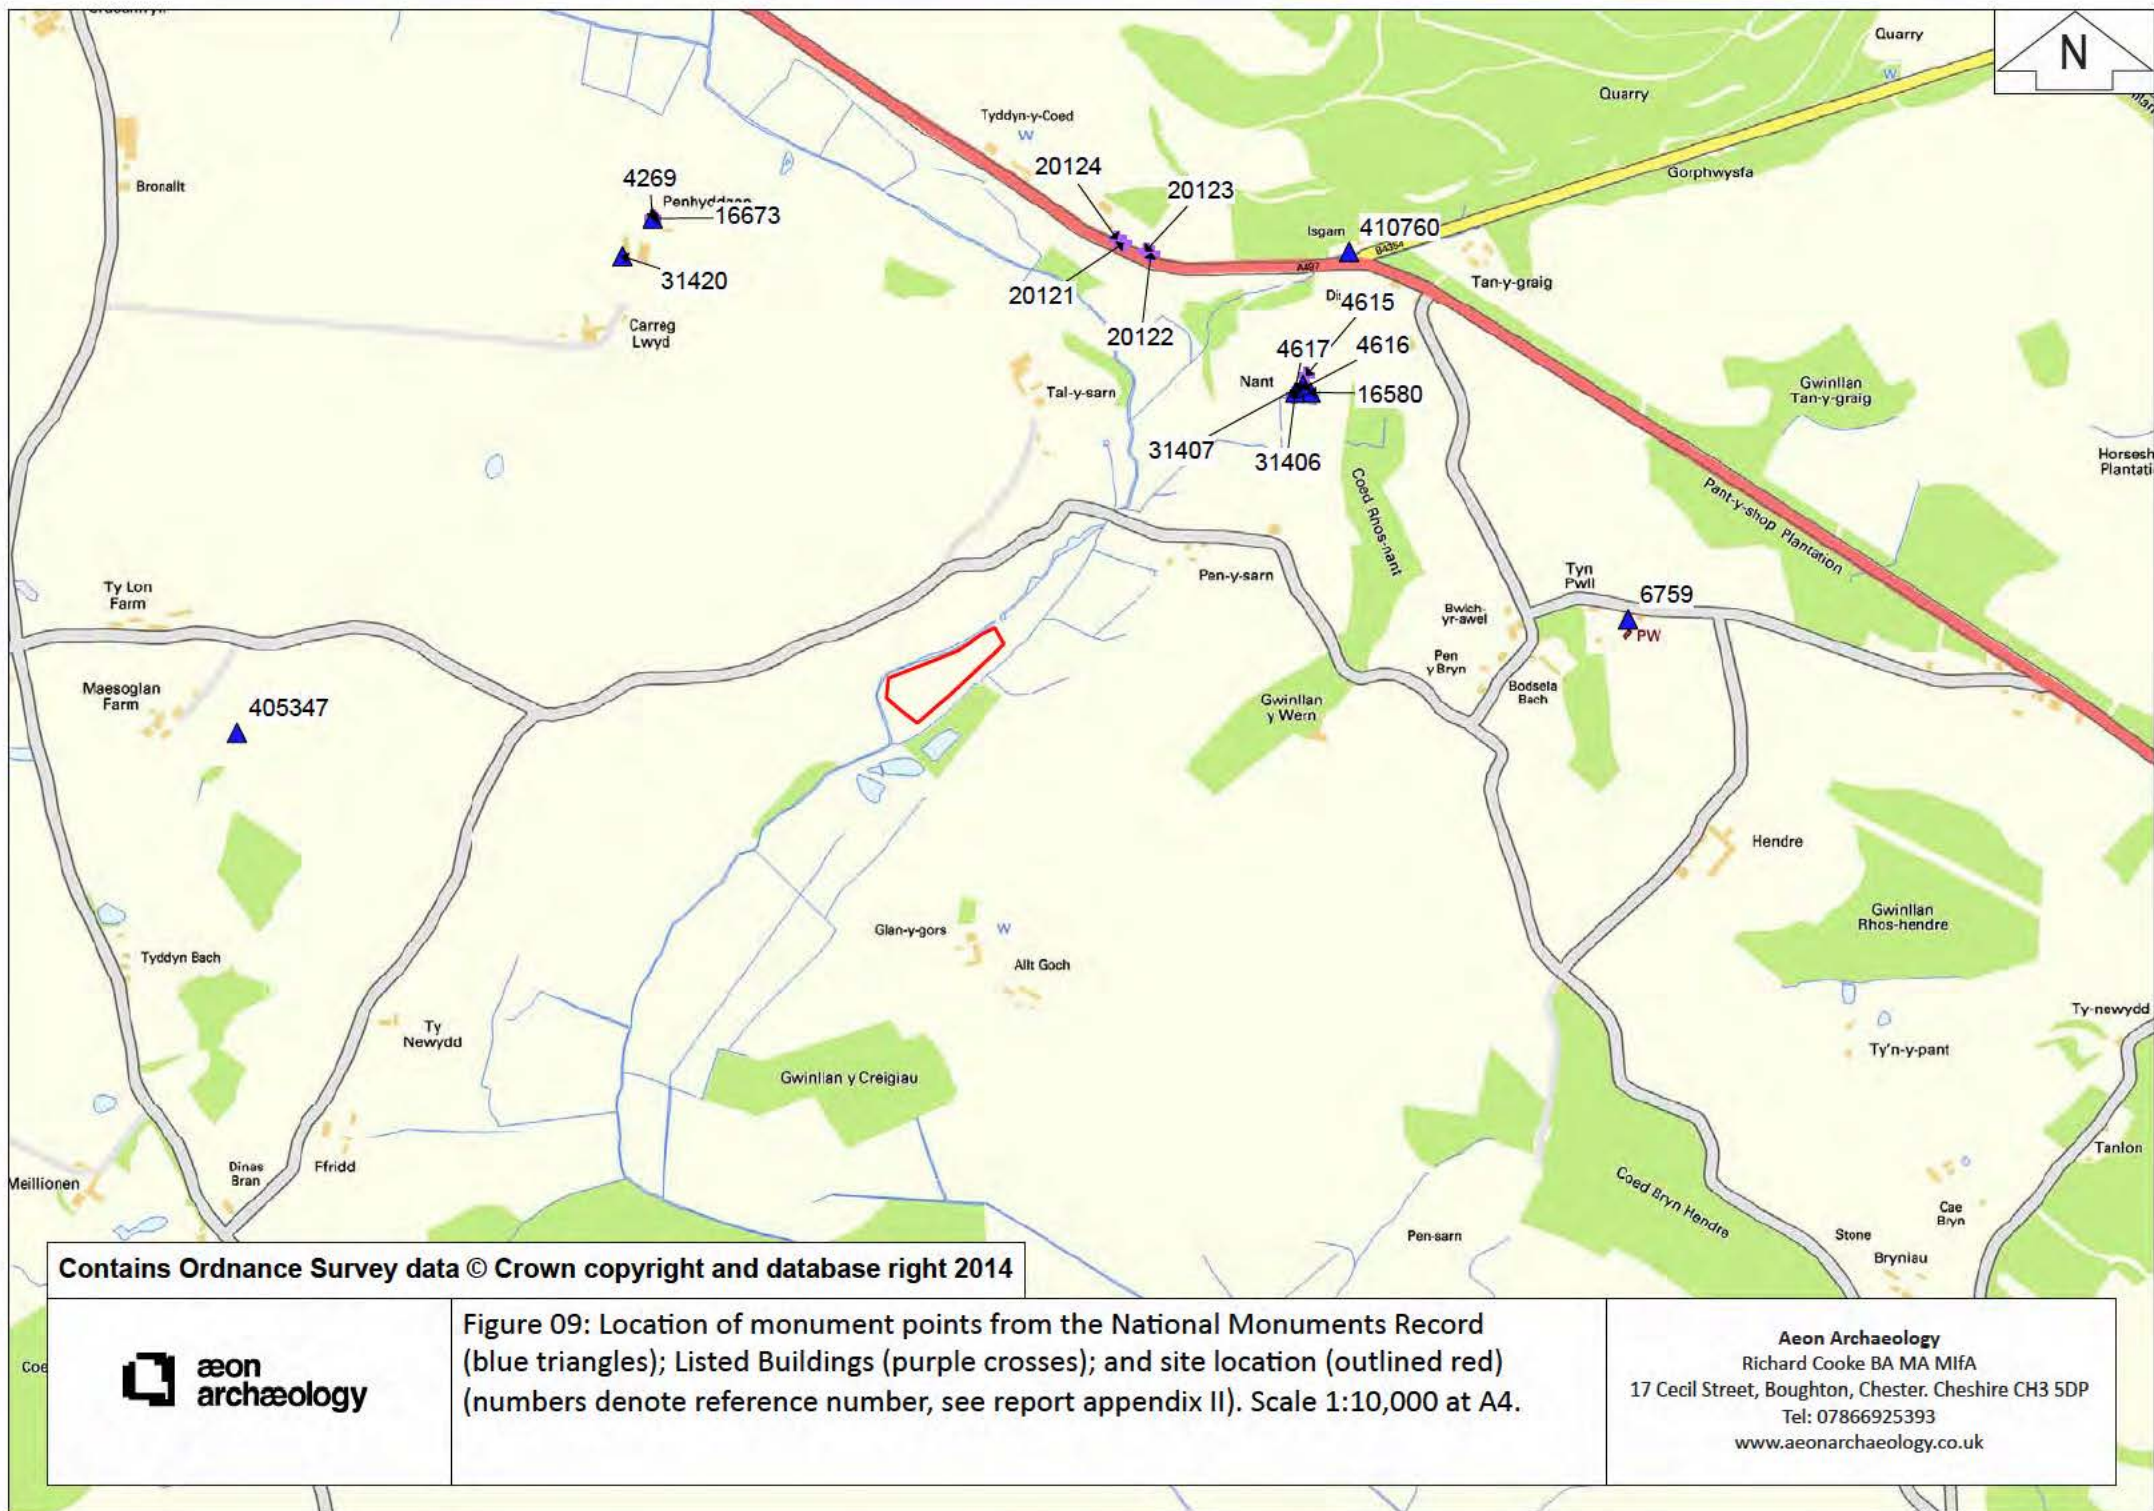 N
Quarry
W
Quarry
Tyddyn-y-Coed
W
20124
20123
Gorphwysfa
Bronallt
4269
16673
31420
Isgarn
410760
B4354
A497
Tan-y-graig
20121
20122
4615
4617
4616
Nant
16580
31407
31406
Carreg
Lwyd
Tal-y-sarn
Gwinllan
Tan-y-graig
Horsesh
Plantati
Coed Rhos-nant
Pant-y-shop Plantation
Ty Lon
Farm
Pen-y-sarn
Tyn
Pwll
6759
PW
Bwlch-
yr-awel
Pen
y Bryn
Bodsela
Bach
Maesoglan
Farm
405347
Gwinllan
y Wern
Hendre
Gwinllan
Rhos-hendre
Tyddyn Bach
Glan-y-gors
W
Allt Goch
Ty
Newydd
Ty-newydd
Ty'n-y-pant
Gwinllan y Creigiau
Dinas
Bran
Ffridd
Meillionen
Tanlon
Coed Bryn Hendre
Cae
Bryn
Pen-sarn
Stone
Bryniau
Coe
Contains Ordnance Survey data © Crown copyright and database right 2014
æon
archæology
Figure 09: Location of monument points from the National Monuments Record
(blue triangles); Listed Buildings (purple crosses); and site location (outlined red)
(numbers denote reference number, see report appendix II). Scale 1:10,000 at A4.
Aeon Archaeology
Richard Cooke BA MA MIfA
17 Cecil Street, Boughton, Chester. Cheshire CH3 5DP
Tel: 07866925393
www.aeonarchaeology.co.uk